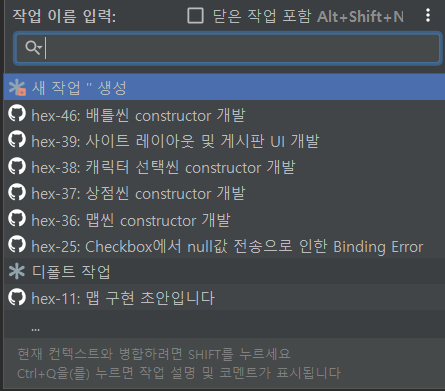 작업 이름 입력: 닫은 작업 포함 Alt+Shift+N
새 작업 '' 생성
hex-46: 배틀씬 constructor 개발
hex-39: 사이트 레이아웃 및 게시판 UI 개발
hex-38: 캐릭터 선택씬 constructor 개발
hex-37: 상점씬 constructor 개발
hex-36: 맵씬 constructor 개발
hex-25: Checkbox에서 null값 전송으로 인한 Binding Error
디폴트 작업
hex-11: 맵 구현 초안입니다
...
현재 컨텍스트와 병합하려면 SHIFT를 누르세요
Ctrl+Q을(를) 누르면 작업 설명 및 코멘트가 표시됩니다